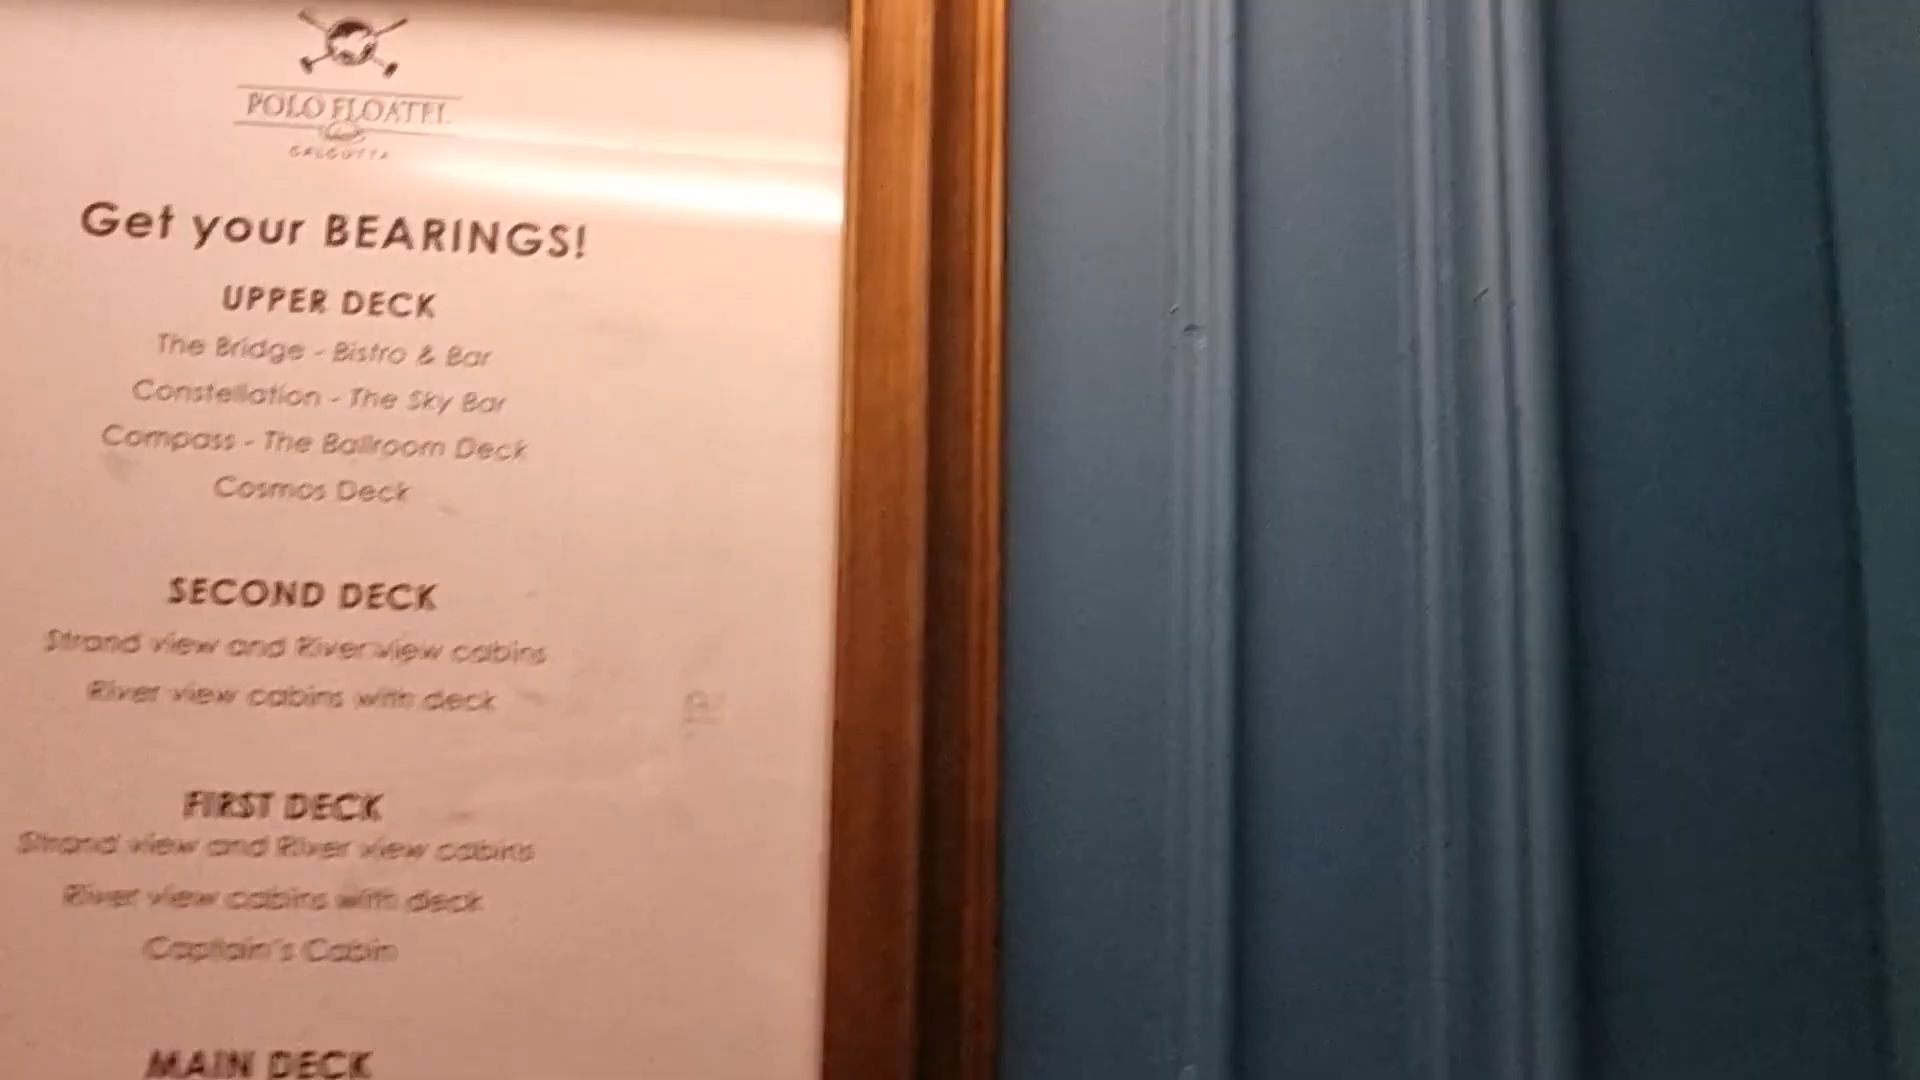 POLO FLOATEL
CALCUTTA
Get your BEARINGS!
UPPER DECK
The Bridge - Bistro & Bar
Constellation - The Sky Bar
Compass - The Ballroom Deck
Cosmos Deck
SECOND DECK
Strand view and River view cabins
River view cabins with deck
FIRST DECK
Strand view and River view cabins
River view cabins with deck
Captain's Cabin
MAIN DECK